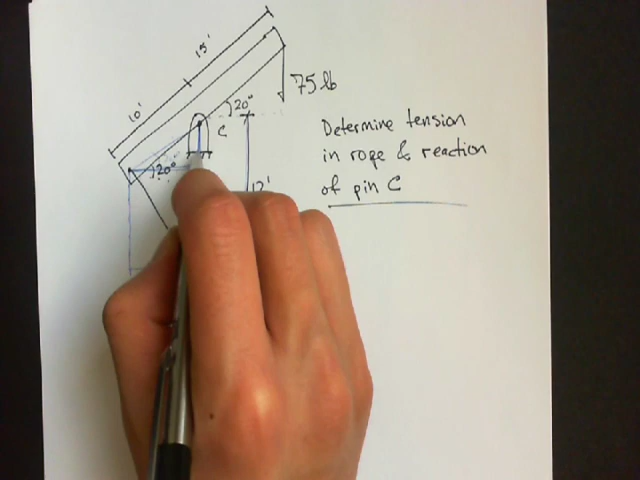 15'
10'
75 lb
20°
C
20°
12'
Determine tension
in rope & reaction
of pin C